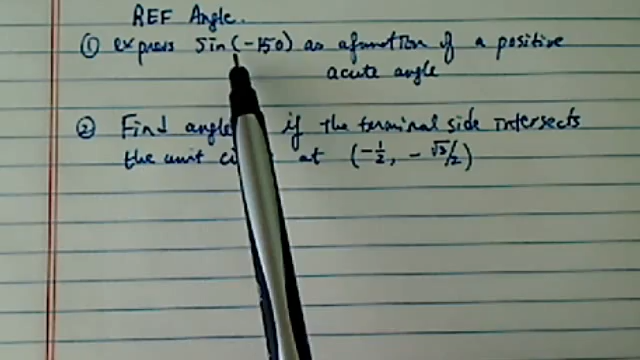 REF Angle.
① express sin(-150) as a function of a positive
acute angle
② Find angle if the terminal side intersects
the unit at (-1/2, -√3/2)